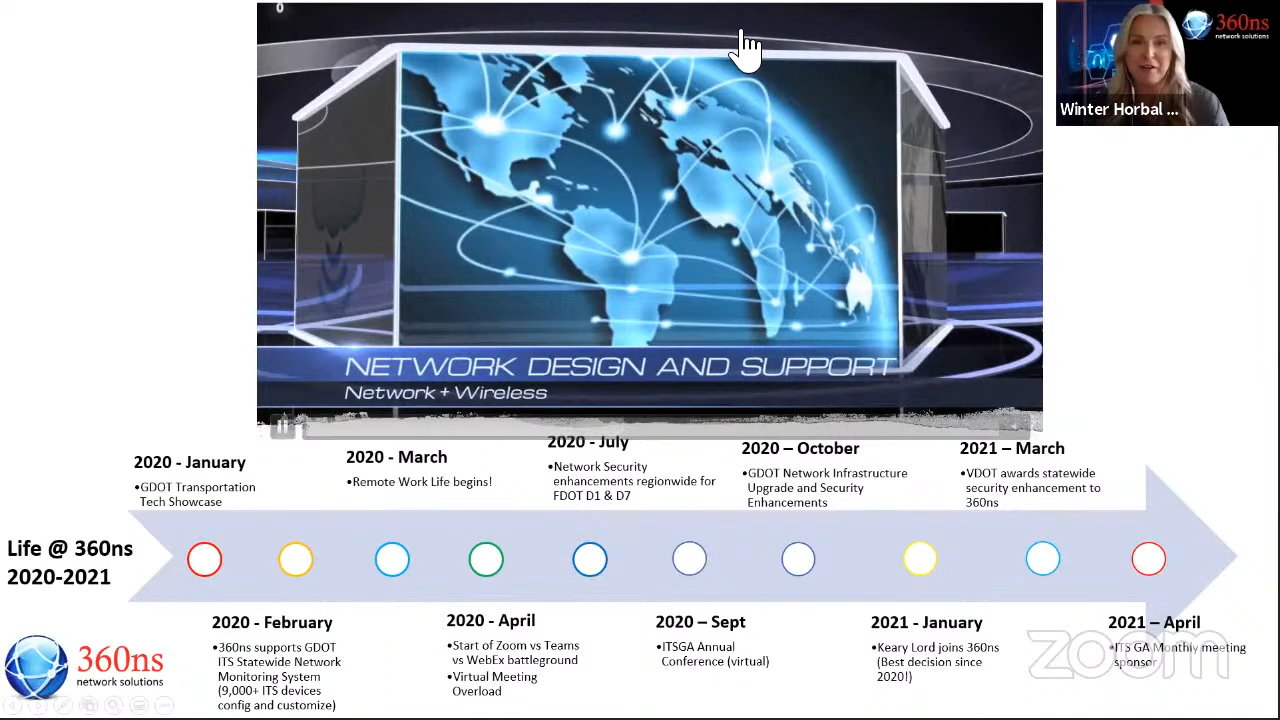 0
360ns
network solutions
Winter Horbal ...
NETWORK DESIGN AND SUPPORT
Network + Wireless
2020 - January
•GDOT Transportation
Tech Showcase
2020 - March
•Remote Work Life begins!
2020 - July
•Network Security
enhancements regionwide for
FDOT D1 & D7
2020 – October
•GDOT Network Infrastructure
Upgrade and Security
Enhancements
2021 – March
•VDOT awards statewide
security enhancement to
360ns
Life @ 360ns
2020-2021
2020 - February
•360ns supports GDOT
ITS Statewide Network
Monitoring System
(9,000+ ITS devices
config and customize)
2020 - April
•Start of Zoom vs Teams
vs WebEx battleground
•Virtual Meeting
Overload
2020 – Sept
•ITSGA Annual
Conference (virtual)
2021 - January
•Keary Lord joins 360ns
(Best decision since
2020!)
2021 – April
•ITS GA Monthly meeting
sponsor
360ns
network solutions
zoom